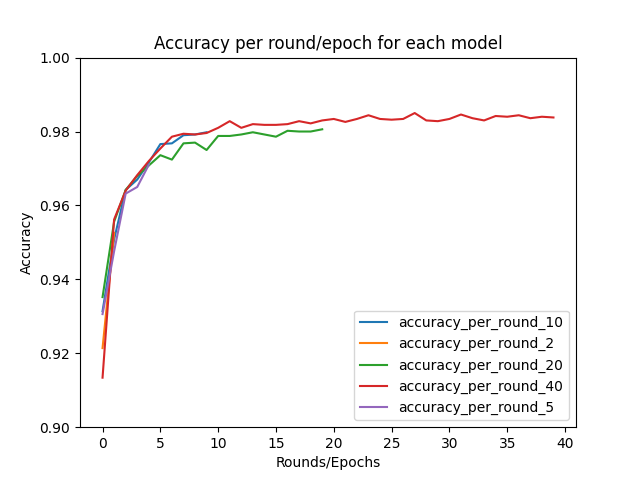 Accuracy per round/epoch for each model
1.00
0.98
0.96
0.94
0.92
0.90
Accuracy
0 5 10 15 20 25 30 35 40
Rounds/Epochs
accuracy_per_round_10
accuracy_per_round_2
accuracy_per_round_20
accuracy_per_round_40
accuracy_per_round_5